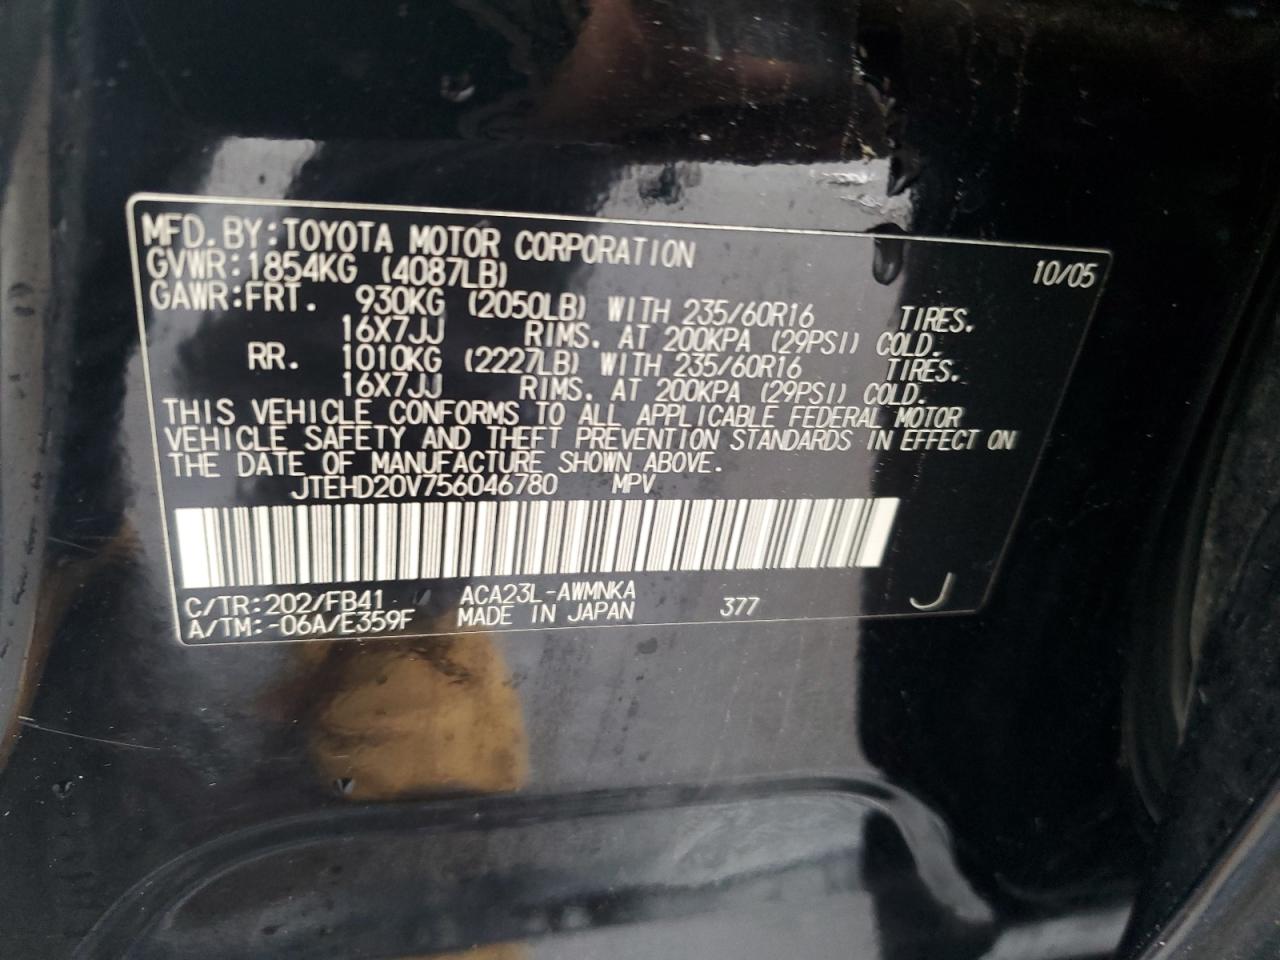 MFD. BY: TOYOTA MOTOR CORPORATION 10/05
GVWR: 1854KG (4087LB)
GAWR: FRT. 930KG (2050LB) WITH 235/60R16 TIRES.
16X7JJ RIMS. AT 200KPA (29PSI) COLD.
RR. 1010KG (2227LB) WITH 235/60R16 TIRES.
16X7JJ RIMS. AT 200KPA (29PSI) COLD.
THIS VEHICLE CONFORMS TO ALL APPLICABLE FEDERAL MOTOR
VEHICLE SAFETY AND THEFT PREVENTION STANDARDS IN EFFECT ON
THE DATE OF MANUFACTURE SHOWN ABOVE.
JTEHD20V756046780 MPV
C/TR: 202/FB41 ACA23L-AWMNKA
A/TM: -06A/E359F MADE IN JAPAN 377 J